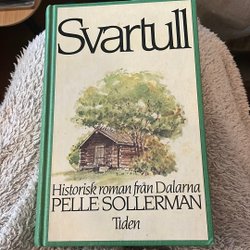 Svartull
Historisk roman från Dalarna
PELLE SOLLERMAN
Tiden